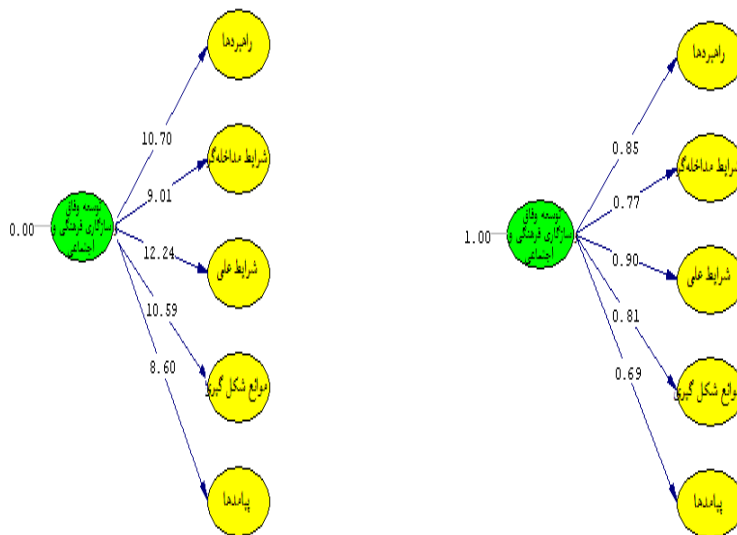 راهبردها
10.70
شرایط مداخله‌گر
9.01
0.00
توسعه وفاق
و سازگاری فرهنگی
اجتماعی
12.24
شرایط علی
10.59
موانع شکل گیری
8.60
پیامدها
راهبردها
0.85
شرایط مداخله‌گر
0.77
1.00
توسعه وفاق
و سازگاری فرهنگی
اجتماعی
0.90
شرایط علی
0.81
موانع شکل گیری
0.69
پیامدها